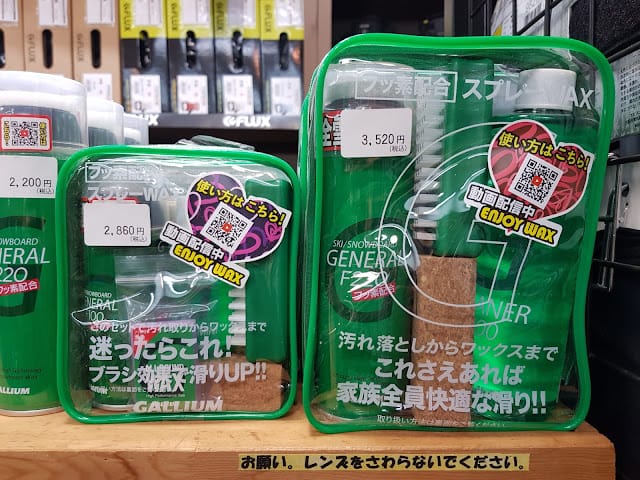 FLUX
FLUX
2,200円
(税込)
NOWBOARD
NERAL
220
フッ素配合
GALLIUM
フッ素配合
スプレーWAX
2,860円
(税込)
使い方はこちら!
動画配信中
ENJOY WAX
SNOWBOARD
ENERAL
このセットで汚れ取りからワックスまで
迷ったらこれ!
ブラシ効果で滑りUP!!
WAX
GALLIUM
フッ素配合 スプレーWAX
3,520円
(税込)
使い方はこちら!
動画配信中
ENJOY WAX
SKI/SNOWBOARD
GENERAL
F220
フッ素配合
汚れ落としからワックスまで
これさえあれば
家族全員快適な滑り!!
お願い。レンズをさわらないでください。